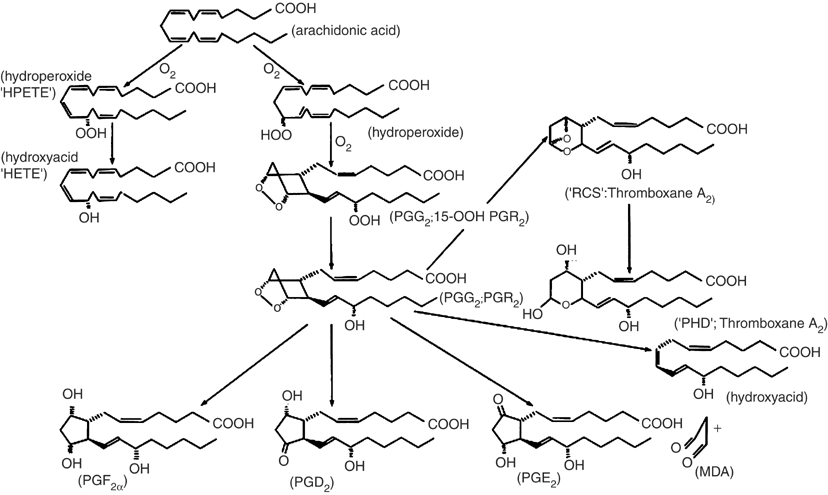 COOH
(arachidonic acid)
O2
O2
(hydroperoxide
'HPETE')
COOH
OOH
COOH
HOO
(hydroperoxide)
O2
(hydroxyacid
'HETE')
COOH
OH
COOH
OOH
(PGG2:15-OOH PGR2)
O
O
O
O
COOH
OH
('RCS':Thromboxane A2)
COOH
OH
(PGG2:PGR2)
O
O
OH
COOH
HO
O
OH
('PHD'; Thromboxane A2)
COOH
OH
(hydroxyacid)
OH
COOH
OH
OH
(PGF2α)
OH
COOH
O
OH
(PGD2)
O
COOH
OH
OH
(PGE2)
+
O
O
(MDA)